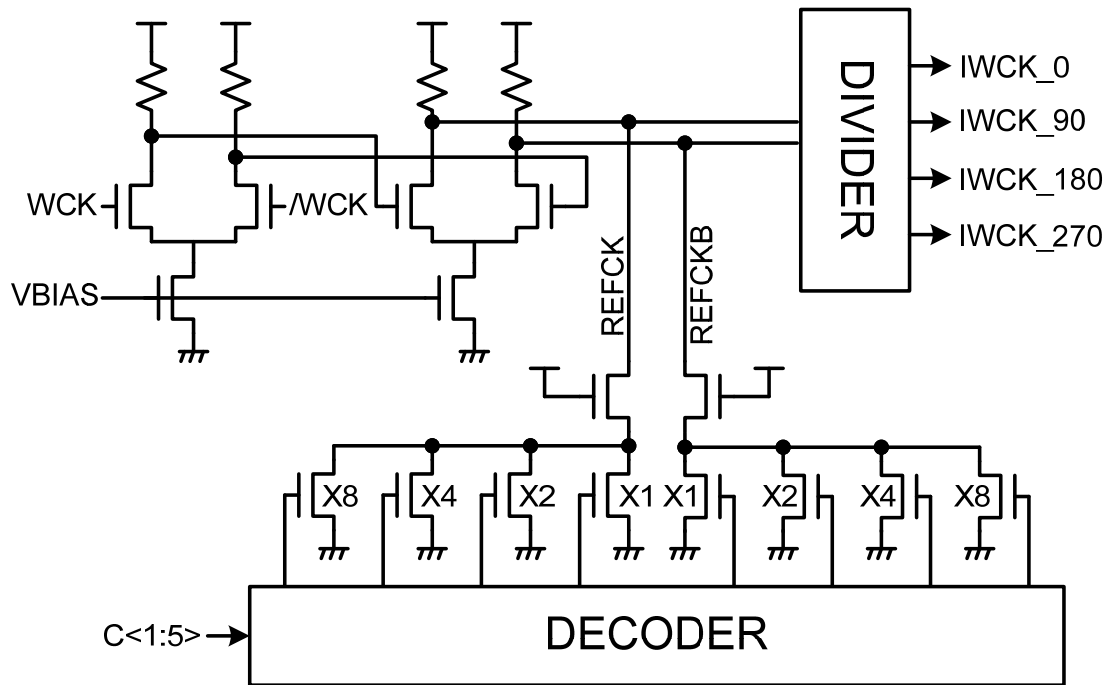 DIVIDER
IWCK_0
IWCK_90
IWCK_180
IWCK_270
WCK
/WCK
VBIAS
REFCK
REFCKB
X8
X4
X2
X1
X1
X2
X4
X8
C<1:5>
DECODER